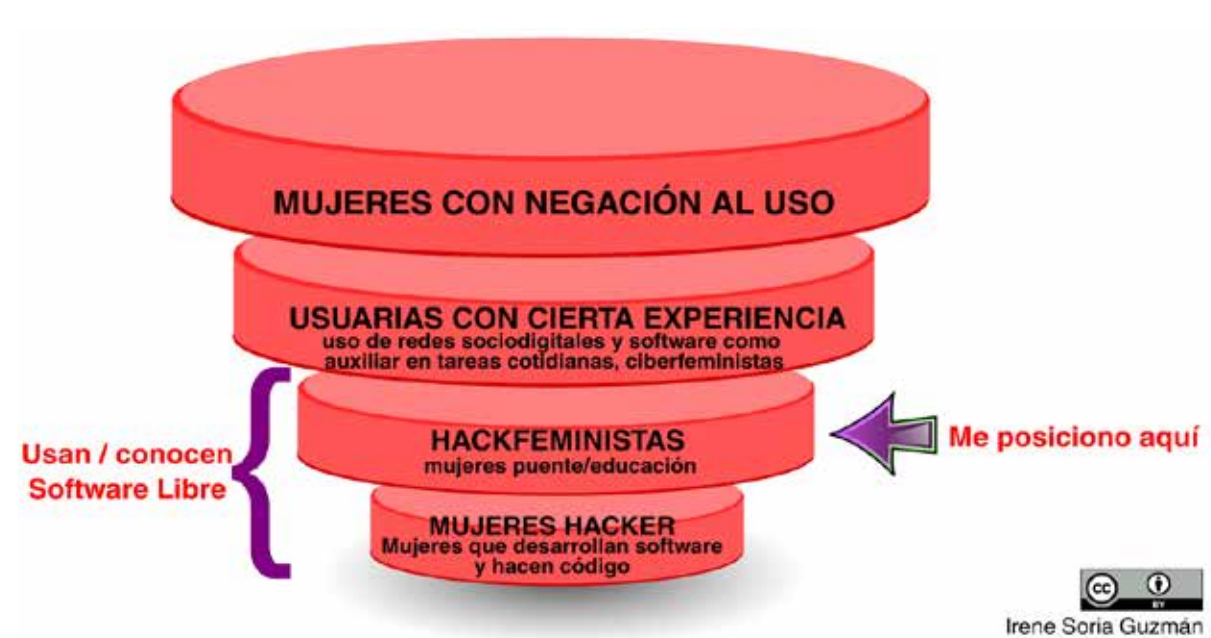 MUJERES CON NEGACIÓN AL USO
USUARIAS CON CIERTA EXPERIENCIA
uso de redes sociodigitales y software como
auxiliar en tareas cotidianas, ciberfeministas
HACKFEMINISTAS
mujeres puente/educación
Me posiciono aquí
Usan / conocen
Software Libre
MUJERES HACKER
Mujeres que desarrollan software
y hacen código
cc
BY
Irene Soria Guzmán